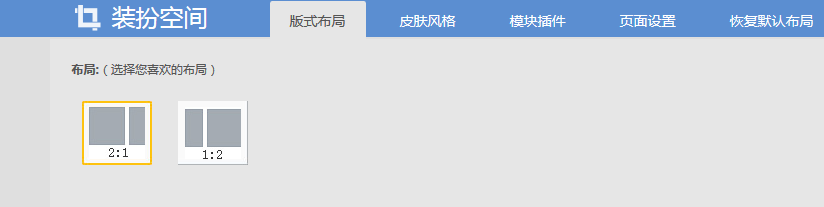 装扮空间
版式布局
皮肤风格
模块插件
页面设置
恢复默认布局
布局:（选择您喜欢的布局）
2:1
1:2